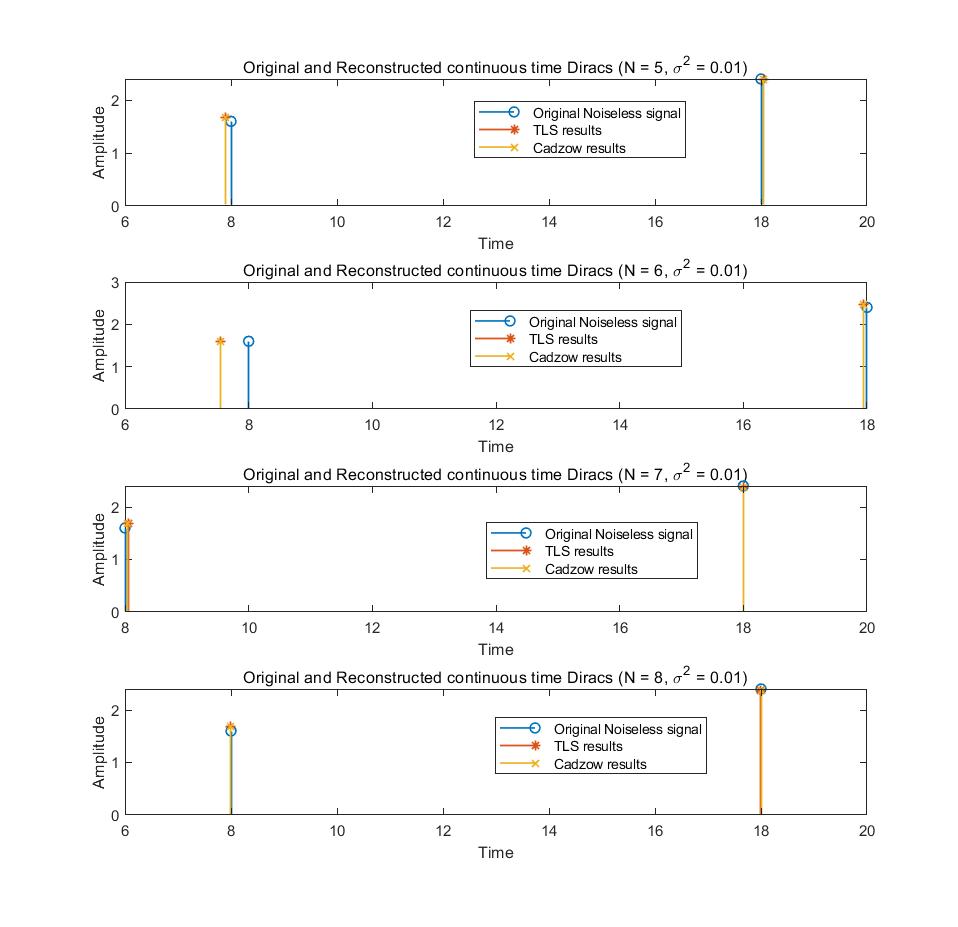 Original and Reconstructed continuous time Diracs (N = 5, σ² = 0.01)
Amplitude
2
1
0
Original Noiseless signal
TLS results
Cadzow results
6 8 10 12 14 16 18 20
Time
Original and Reconstructed continuous time Diracs (N = 6, σ² = 0.01)
Amplitude
3
2
1
0
Original Noiseless signal
TLS results
Cadzow results
6 8 10 12 14 16 18
Time
Original and Reconstructed continuous time Diracs (N = 7, σ² = 0.01)
Amplitude
2
1
0
Original Noiseless signal
TLS results
Cadzow results
8 10 12 14 16 18 20
Time
Original and Reconstructed continuous time Diracs (N = 8, σ² = 0.01)
Amplitude
2
1
0
Original Noiseless signal
TLS results
Cadzow results
6 8 10 12 14 16 18 20
Time